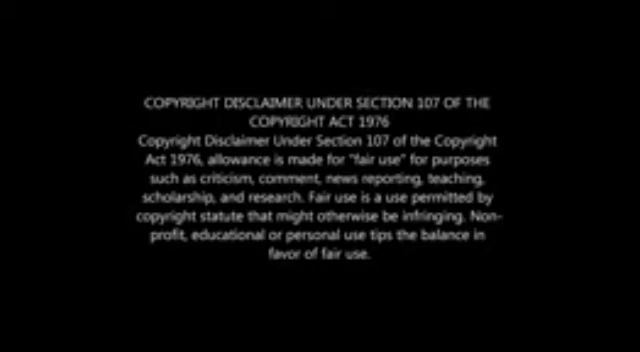 COPYRIGHT DISCLAIMER UNDER SECTION 107 OF THE
COPYRIGHT ACT 1976
Copyright Disclaimer Under Section 107 of the Copyright
Act 1976, allowance is made for "fair use" for purposes
such as criticism, comment, news reporting, teaching,
scholarship, and research. Fair use is a use permitted by
copyright statute that might otherwise be infringing. Non-
profit, educational or personal use tips the balance in
favor of fair use.